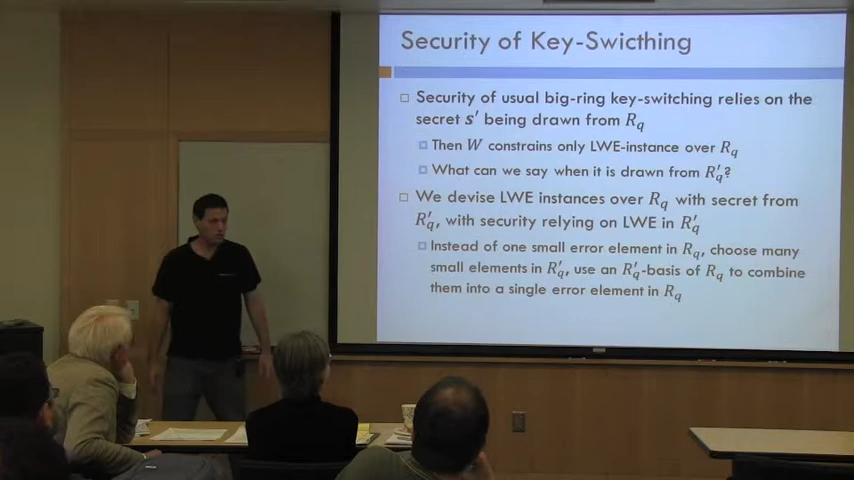 Security of Key-Swicthing
Security of usual big-ring key-switching relies on the
secret s′ being drawn from R_q
Then W constrains only LWE-instance over R_q
What can we say when it is drawn from R′_q?
We devise LWE instances over R_q with secret from
R′_q, with security relying on LWE in R′_q
Instead of one small error element in R_q, choose many
small elements in R′_q, use an R′_q-basis of R_q to combine
them into a single error element in R_q